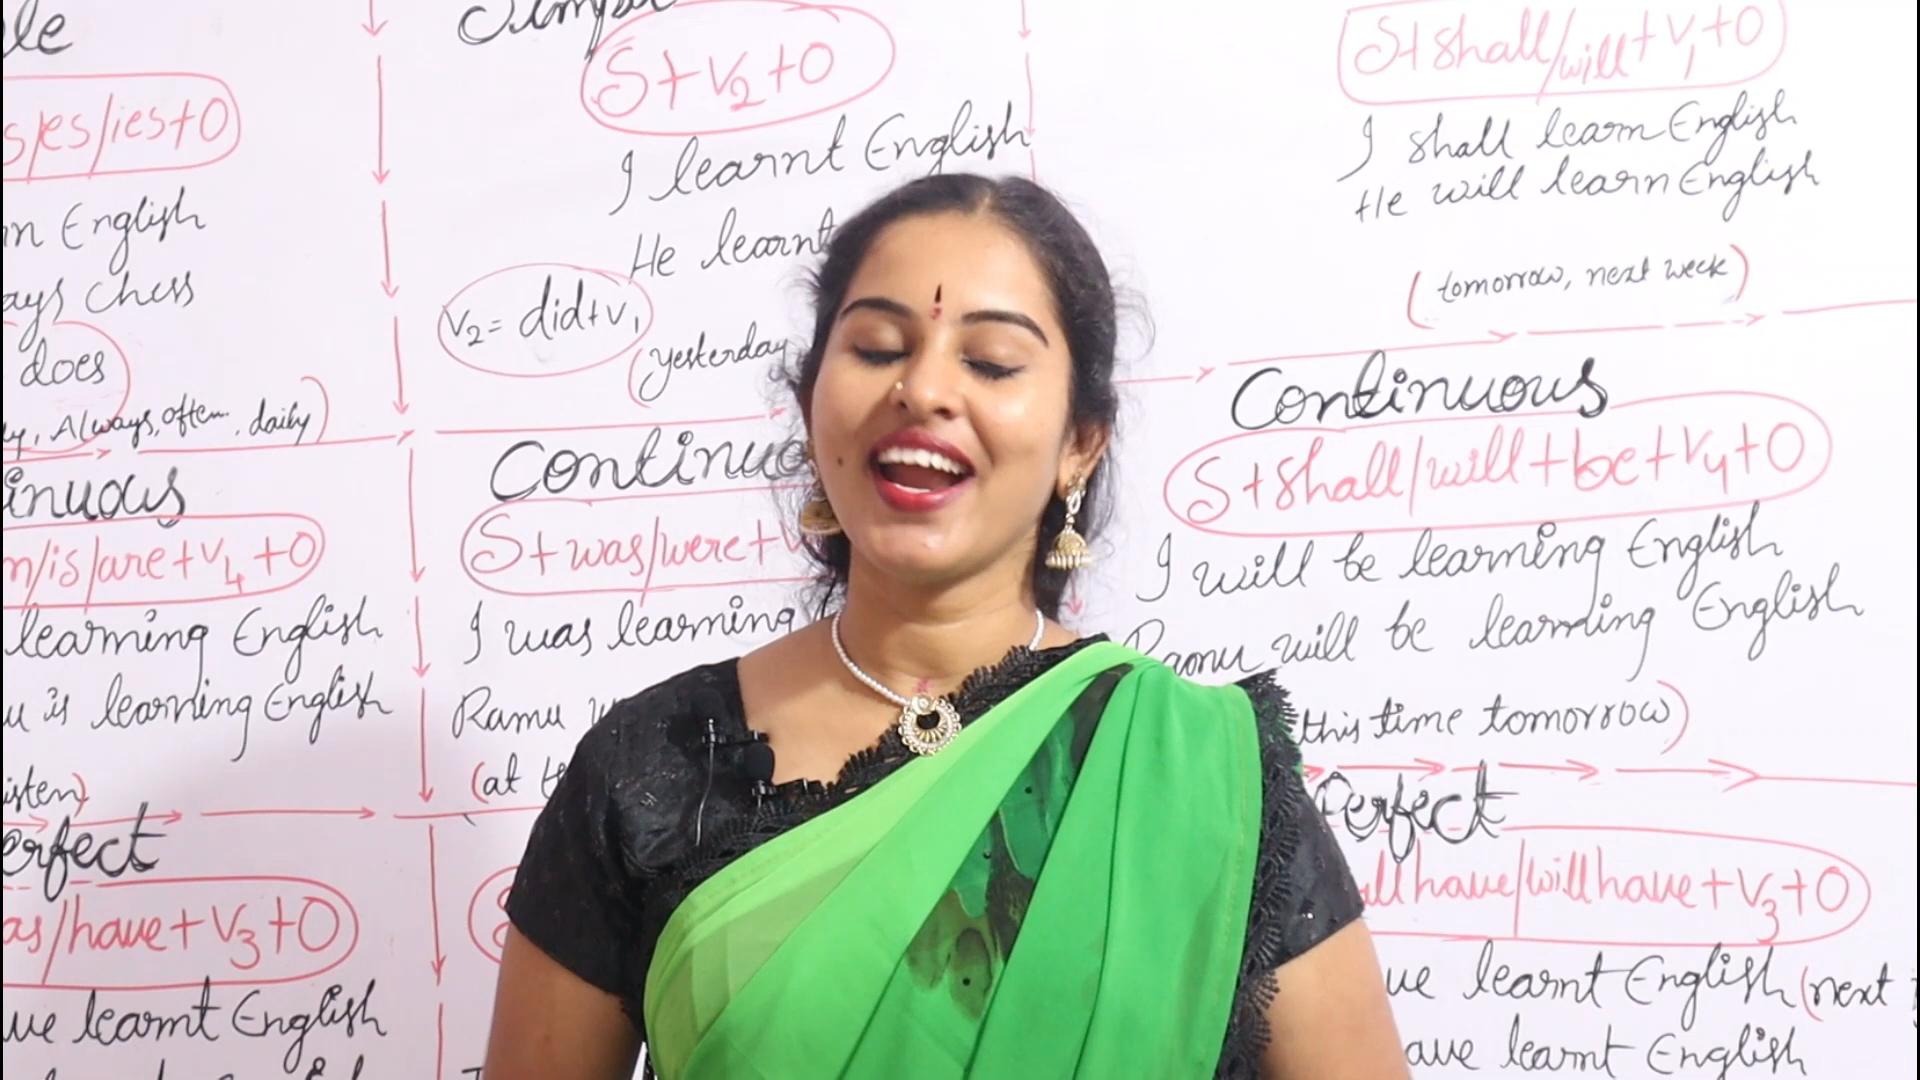 le
s/es/ies+O
n English
ays chess
does
ly, Always, often, daily)
inuous
m/is/are+V4+O
learning English
u is learning English
isten)
erfect
as/have+V3+O
ve learnt English
Simple
S+V2+O
I learnt English
He learnt
V2= did+V1
(yesterday
Continuo
S+was/were+V
I was learning
Ramu
(at t
S+shall/will+V1+O
I shall learn English
He will learn English
(tomorrow, next week)
Continuous
S+shall/will+be+V4+O
I will be learning English
Ramu will be learning English
this time tomorrow)
Perfect
all have/will have+V3+O
ve learnt English (next
ave learnt English